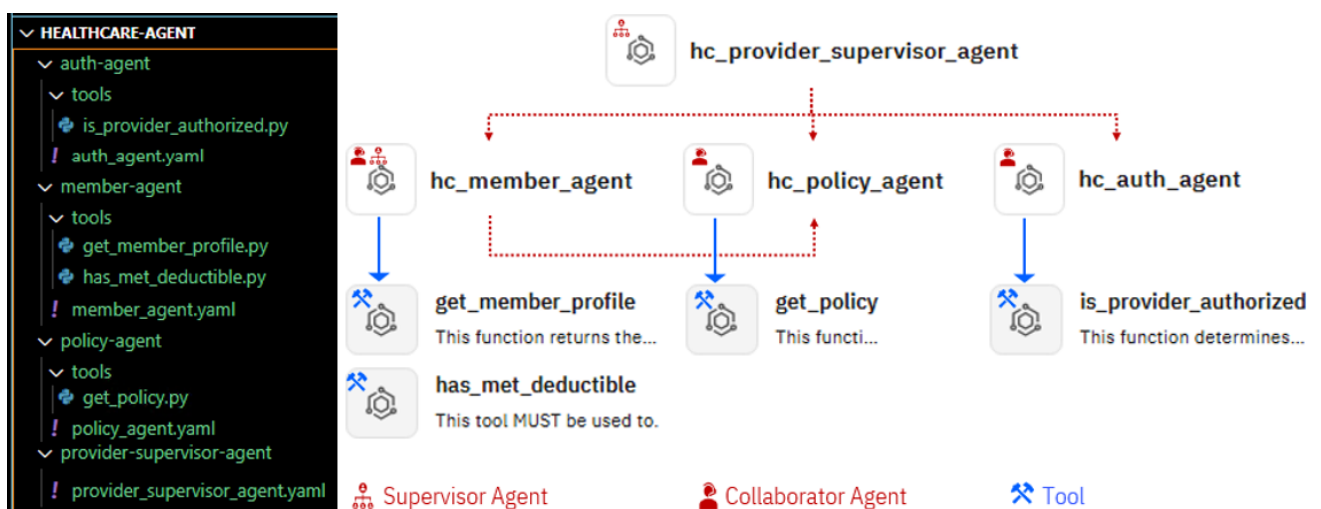 HEALTHCARE-AGENT
auth-agent
tools
is_provider_authorized.py
! auth_agent.yaml
member-agent
tools
get_member_profile.py
has_met_deductible.py
! member_agent.yaml
policy-agent
tools
get_policy.py
! policy_agent.yaml
provider-supervisor-agent
! provider_supervisor_agent.yaml
hc_provider_supervisor_agent
hc_member_agent
hc_policy_agent
hc_auth_agent
get_member_profile
This function returns the...
get_policy
This functi...
is_provider_authorized
This function determines...
has_met_deductible
This tool MUST be used to.
Supervisor Agent
Collaborator Agent
Tool